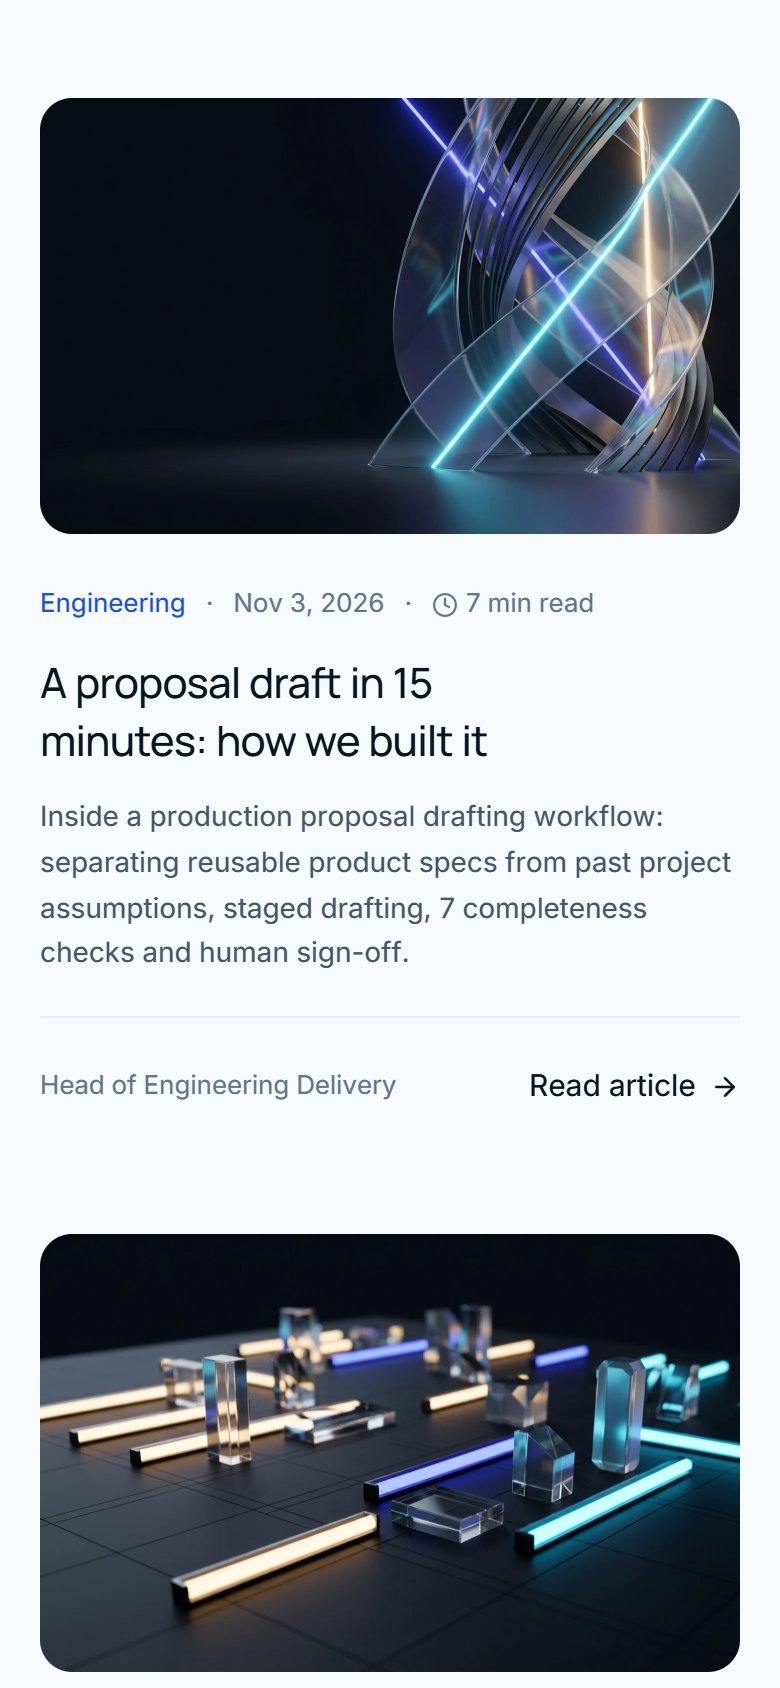 Engineering · Nov 3, 2026 · 7 min read
A proposal draft in 15
minutes: how we built it
Inside a production proposal drafting workflow:
separating reusable product specs from past project
assumptions, staged drafting, 7 completeness
checks and human sign-off.
Head of Engineering Delivery Read article →